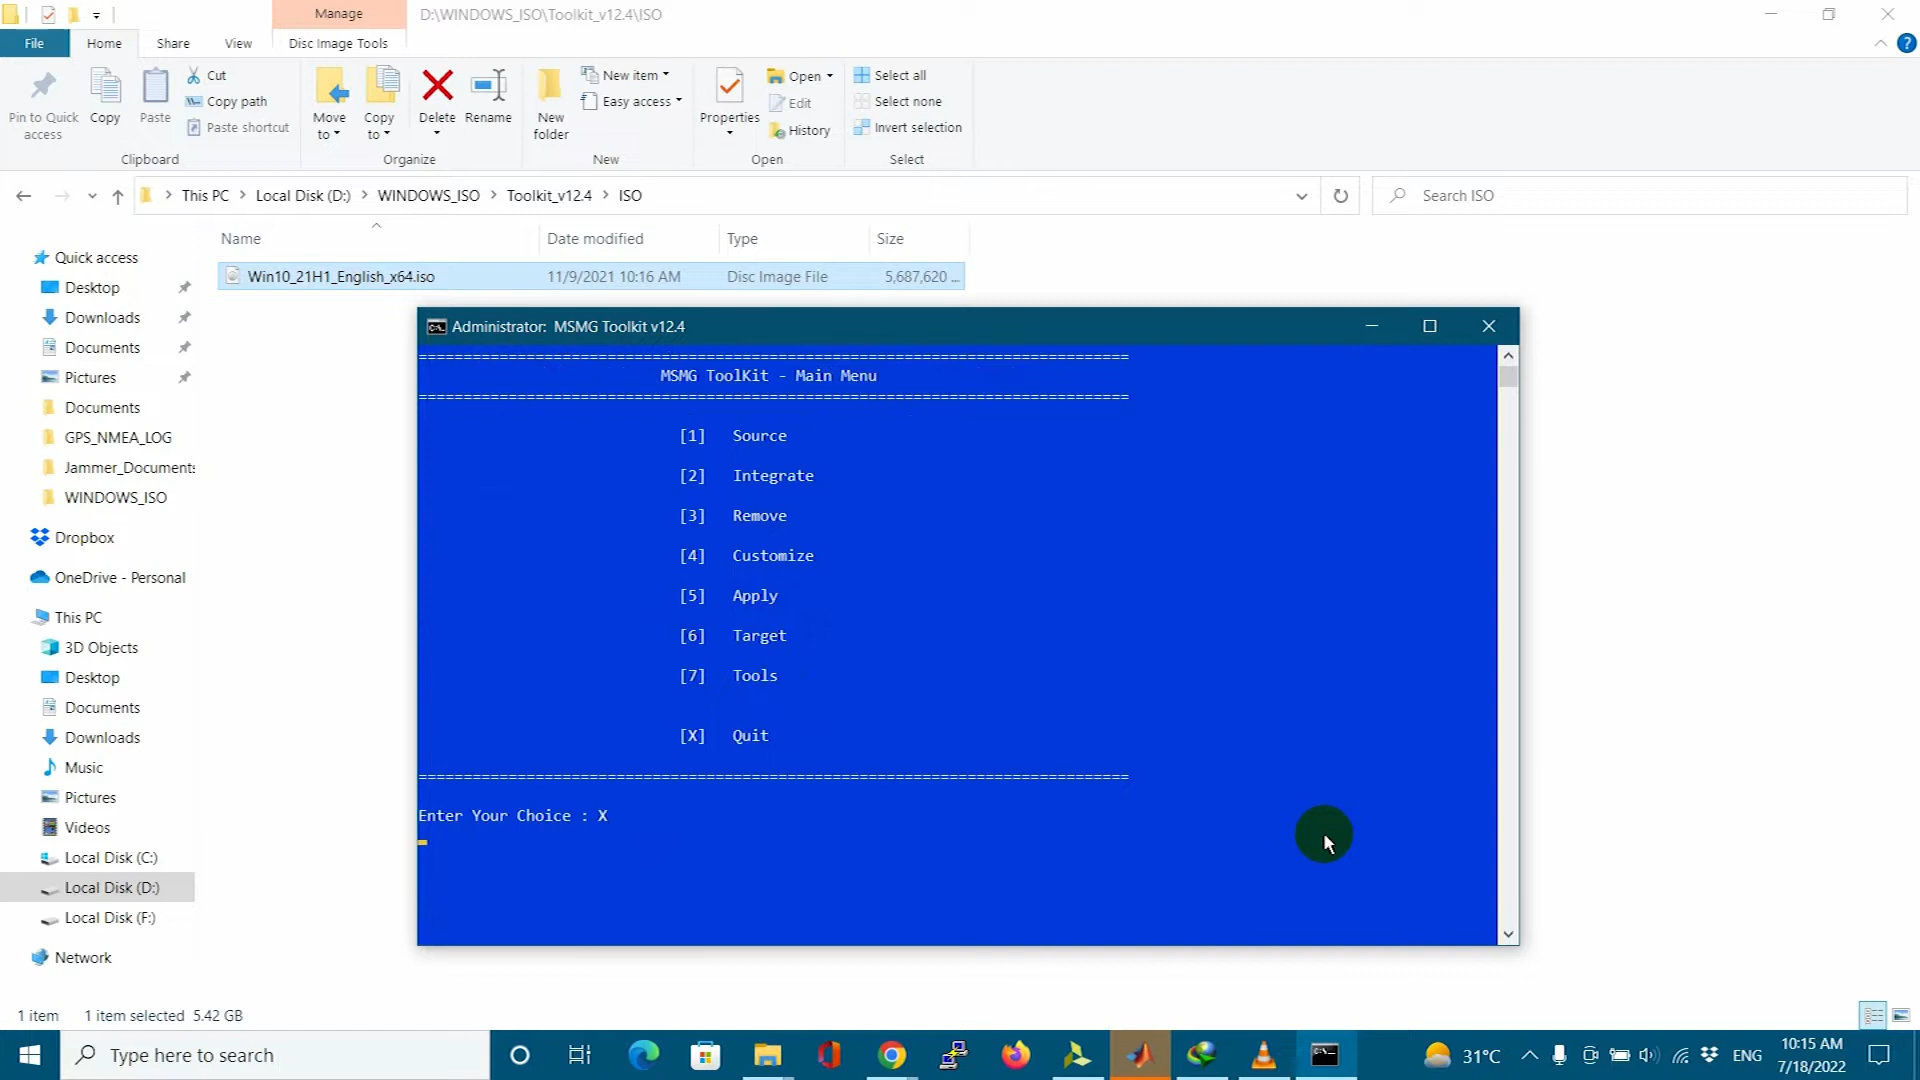 Manage
D:\WINDOWS_ISO\Toolkit_v12.4\ISO
File
Home
Share
View
Disc Image Tools
Pin to Quick access
Copy
Paste
Cut
Copy path
Paste shortcut
Clipboard
Move to
Copy to
Delete
Rename
Organize
New folder
New item
Easy access
New
Properties
Open
Edit
History
Open
Select all
Select none
Invert selection
Select
This PC > Local Disk (D:) > WINDOWS_ISO > Toolkit_v12.4 > ISO
Search ISO
Name
Date modified
Type
Size
Win10_21H1_English_x64.iso
11/9/2021 10:16 AM
Disc Image File
5,687,620 ...
Quick access
Desktop
Downloads
Documents
Pictures
Documents
GPS_NMEA_LOG
Jammer_Documents
WINDOWS_ISO
Dropbox
OneDrive - Personal
This PC
3D Objects
Desktop
Documents
Downloads
Music
Pictures
Videos
Local Disk (C:)
Local Disk (D:)
Local Disk (F:)
Network
Administrator:  MSMG Toolkit v12.4
===============================================================================
MSMG ToolKit - Main Menu
===============================================================================
[1]   Source
[2]   Integrate
[3]   Remove
[4]   Customize
[5]   Apply
[6]   Target
[7]   Tools
[X]   Quit
===============================================================================
Enter Your Choice : X
1 item
1 item selected  5.42 GB
Type here to search
31°C
ENG
10:15 AM
7/18/2022